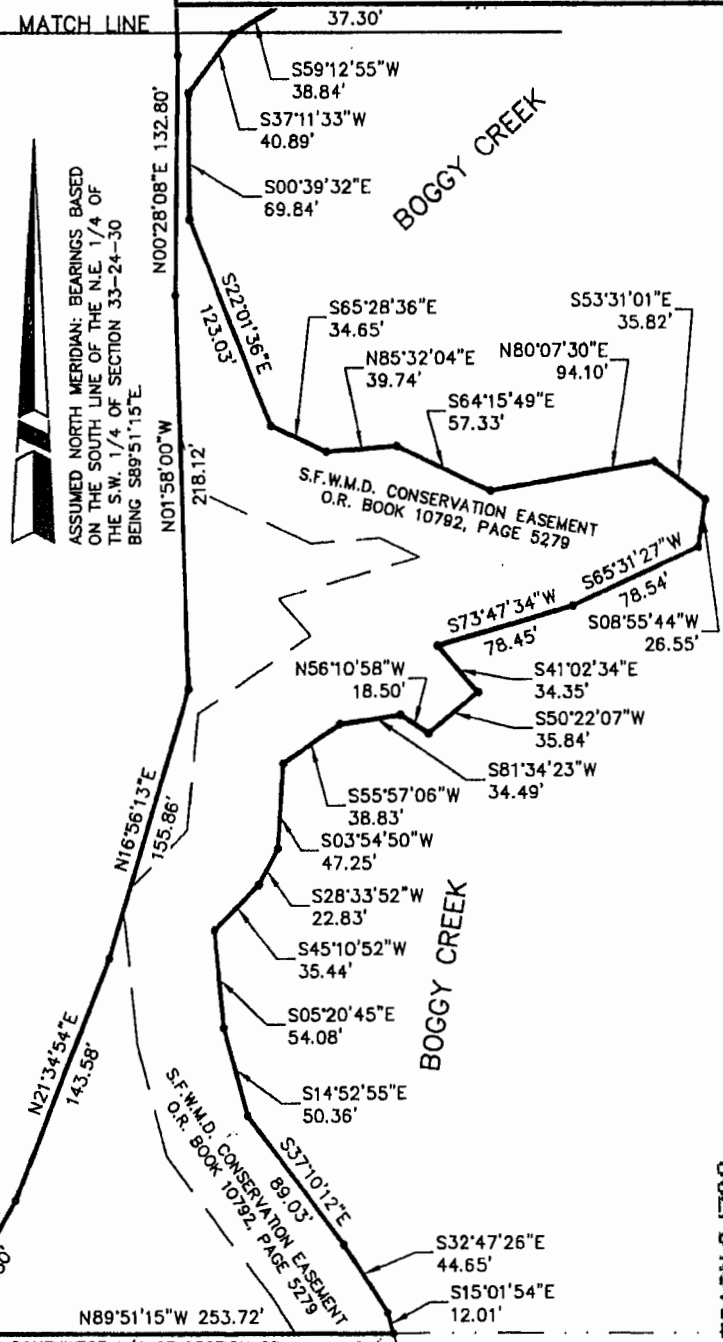 MATCH LINE
37.30'
S59°12'55"W
38.84'
S37°11'33"W
40.89'
S00°39'32"E
69.84'
BOGGY CREEK
N00°28'08"E 132.80'
ASSUMED NORTH MERIDIAN: BEARINGS BASED
ON THE SOUTH LINE OF THE N.E. 1/4 OF
THE S.W. 1/4 OF SECTION 33-24-30
BEING S89°51'15"E.
S22°01'36"E
123.03'
S65°28'36"E
34.65'
N85°32'04"E
39.74'
S64°15'49"E
57.33'
N80°07'30"E
94.10'
S53°31'01"E
35.82'
N01°58'00"W
218.12'
S.F.W.M.D. CONSERVATION EASEMENT
O.R. BOOK 10792, PAGE 5279
S65°31'27"W
78.54'
S08°55'44"W
26.55'
S73°47'34"W
78.45'
N56°10'58"W
18.50'
S41°02'34"E
34.35'
S50°22'07"W
35.84'
S81°34'23"W
34.49'
S55°57'06"W
38.83'
S03°54'50"W
47.25'
N16°56'13"E
155.86'
S28°33'52"W
22.83'
S45°10'52"W
35.44'
BOGGY CREEK
S05°20'45"E
54.08'
N21°34'54"E
143.58'
S14°52'55"E
50.36'
S.F.W.M.D. CONSERVATION EASEMENT
O.R. BOOK 10792, PAGE 5279
S37°10'12"E
89.03'
S32°47'26"E
44.65'
S15°01'54"E
12.01'
N89°51'15"W 253.72'